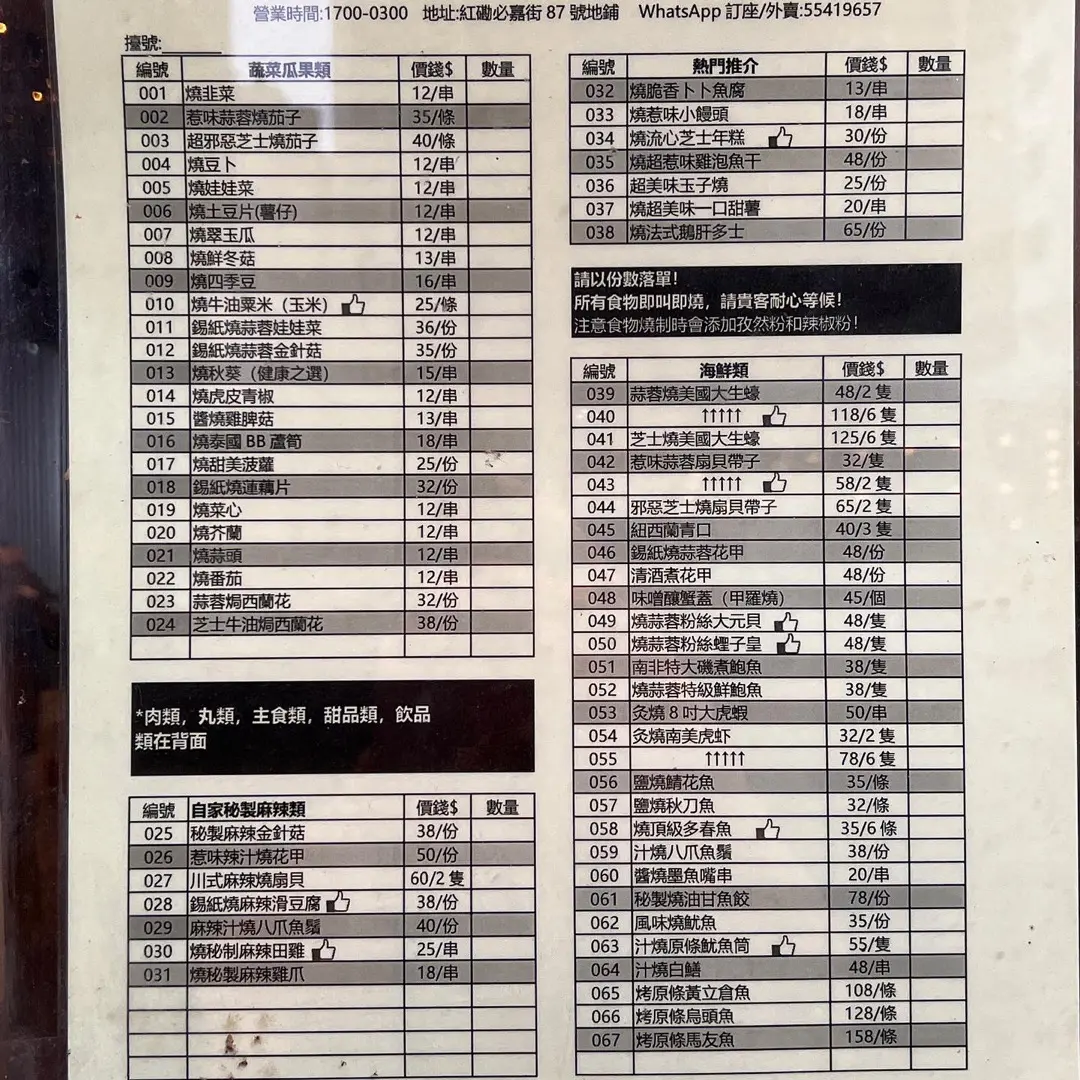 營業時間:1700-0300 地址:紅磡必嘉街 87 號地鋪 WhatsApp 訂座/外賣:55419657
擡號:______
編號 蔬菜瓜果類 價錢$ 數量
001 燒韭菜 12/串
002 惹味蒜蓉燒茄子 35/條
003 超邪惡芝士燒茄子 40/條
004 燒豆卜 12/串
005 燒娃娃菜 12/串
006 燒土豆片(薯仔) 12/串
007 燒翠玉瓜 12/串
008 燒鮮冬菇 13/串
009 燒四季豆 16/串
010 燒牛油粟米（玉米） 25/條
011 錫紙燒蒜蓉娃娃菜 36/份
012 錫紙燒蒜蓉金針菇 35/份
013 燒秋葵（健康之選） 15/串
014 燒虎皮青椒 12/串
015 醬燒雞脾菇 13/串
016 燒泰國 BB 蘆筍 18/串
017 燒甜美菠蘿 25/份
018 錫紙燒蓮藕片 32/份
019 燒菜心 12/串
020 燒芥蘭 12/串
021 燒蒜頭 12/串
022 燒番茄 12/串
023 蒜蓉焗西蘭花 32/份
024 芝士牛油焗西蘭花 38/份
*肉類，丸類，主食類，甜品類，飲品
類在背面
編號 自家秘製麻辣類 價錢$ 數量
025 秘製麻辣金針菇 38/份
026 惹味辣汁燒花甲 50/份
027 川式麻辣燒扇貝 60/2 隻
028 錫紙燒麻辣滑豆腐 38/份
029 麻辣汁燒八爪魚鬚 40/份
030 燒秘制麻辣田雞 25/串
031 燒秘製麻辣雞爪 18/串
編號 熱門推介 價錢$ 數量
032 燒脆香卜卜魚腐 13/串
033 燒惹味小饅頭 18/串
034 燒流心芝士年糕 30/份
035 燒超惹味雞泡魚干 48/份
036 超美味玉子燒 25/份
037 燒超美味一口甜薯 20/串
038 燒法式鵝肝多士 65/份
請以份數落單！
所有食物即叫即燒，請貴客耐心等候！
注意食物燒制時會添加孜然粉和辣椒粉！
編號 海鮮類 價錢$ 數量
039 蒜蓉燒美國大生蠔 48/2 隻
040 ↑↑↑↑↑ 118/6 隻
041 芝士燒美國大生蠔 125/6 隻
042 惹味蒜蓉扇貝帶子 32/隻
043 ↑↑↑↑↑ 58/2 隻
044 邪惡芝士燒扇貝帶子 65/2 隻
045 紐西蘭青口 40/3 隻
046 錫紙燒蒜蓉花甲 48/份
047 清酒煮花甲 48/份
048 味噌釀蟹蓋（甲羅燒） 45/個
049 燒蒜蓉粉絲大元貝 48/隻
050 燒蒜蓉粉絲蟶子皇 48/隻
051 南非特大磯煮鮑魚 38/隻
052 燒蒜蓉特級鮮鮑魚 38/隻
053 灸燒 8 吋大虎蝦 50/串
054 灸燒南美虎虾 32/2 隻
055 ↑↑↑↑↑ 78/6 隻
056 鹽燒鯖花魚 35/條
057 鹽燒秋刀魚 32/條
058 燒頂級多春魚 35/6 條
059 汁燒八爪魚鬚 38/份
060 醬燒墨魚嘴串 20/串
061 秘製燒油甘魚餃 78/份
062 風味燒魷魚 35/份
063 汁燒原條魷魚筒 55/隻
064 汁燒白鱔 48/串
065 烤原條黃立倉魚 108/條
066 烤原條烏頭魚 128/條
067 烤原條馬友魚 158/條